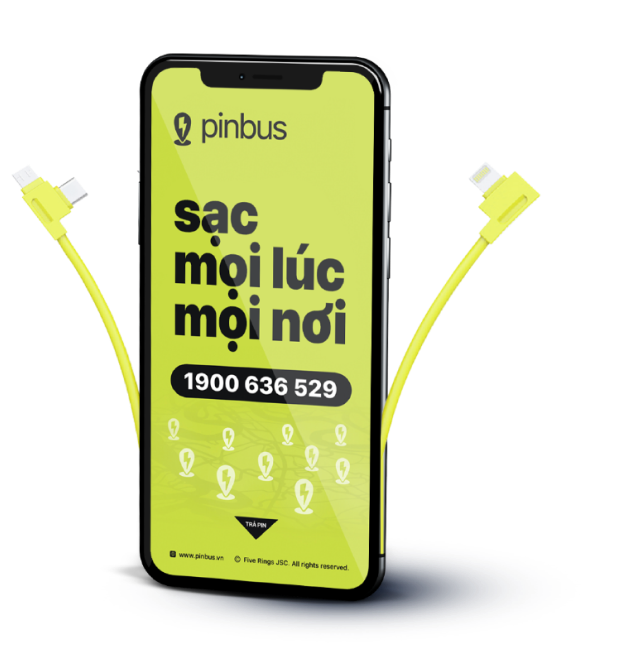 pinbus
sạc
mọi lúc
mọi nơi
1900 636 529
TRẢ PIN
www.pinbus.vn © Five Rings JSC. All rights reserved.